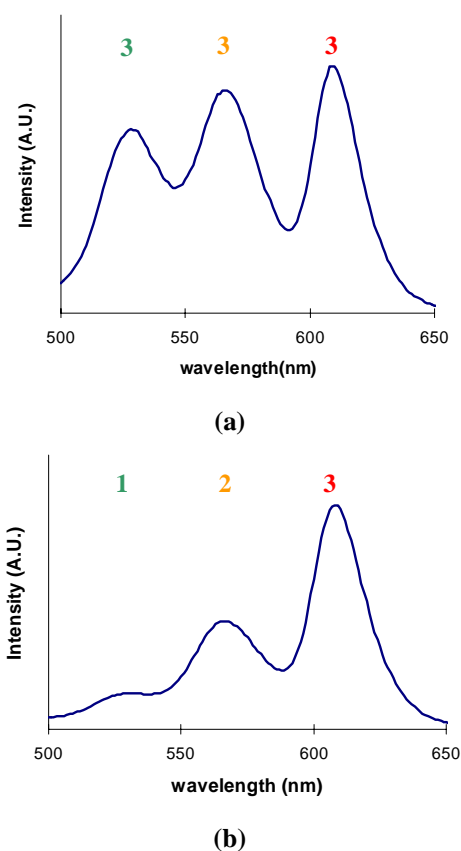 3 3 3
Intensity (A.U.)
500 550 600 650
wavelength(nm)
(a)
1 2 3
Intensity (A.U.)
500 550 600 650
wavelength (nm)
(b)